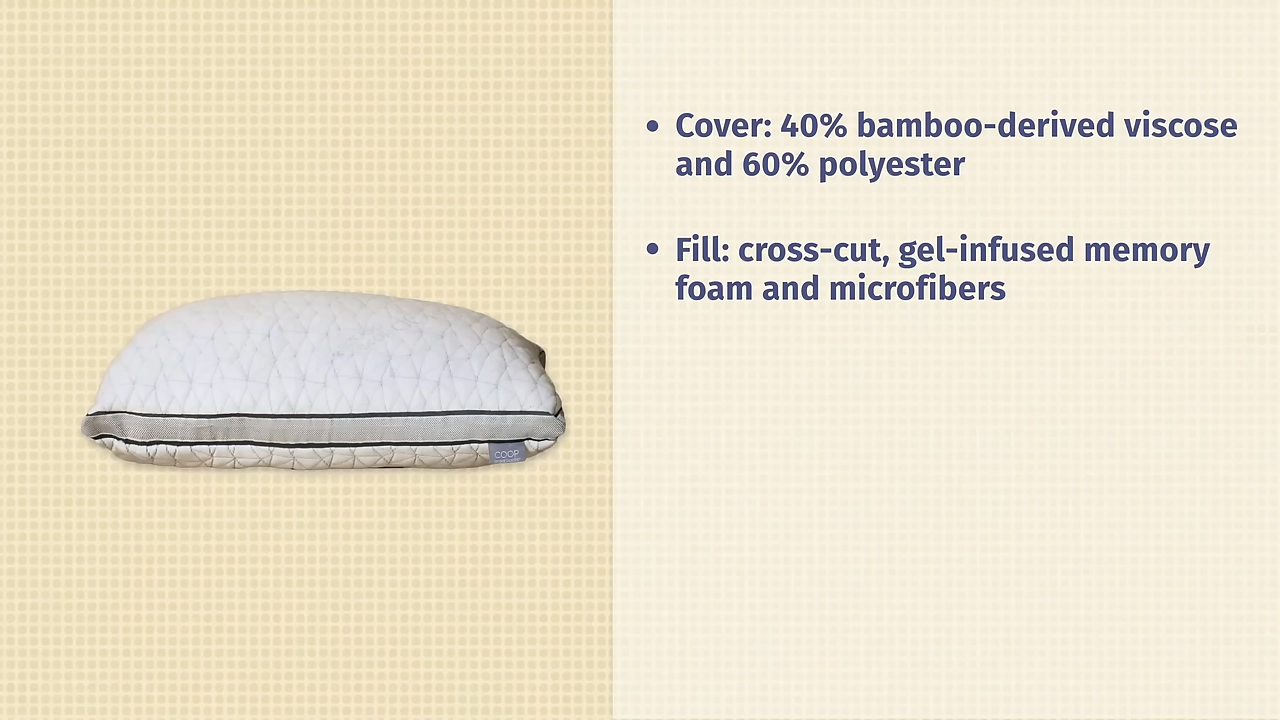 • Cover: 40% bamboo-derived viscose
and 60% polyester
• Fill: cross-cut, gel-infused memory
foam and microfibers
COOP